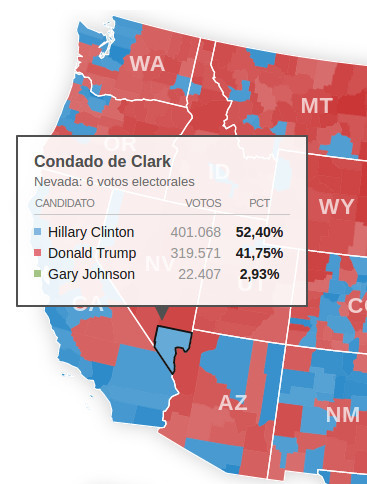 WA
MT
OR
ID
WY
Condado de Clark
Nevada: 6 votos electorales
CANDIDATO VOTOS PCT
Hillary Clinton 401.068 52,40%
Donald Trump 319.571 41,75%
Gary Johnson 22.407 2,93%
NV
UT
CA
CO
AZ
NM